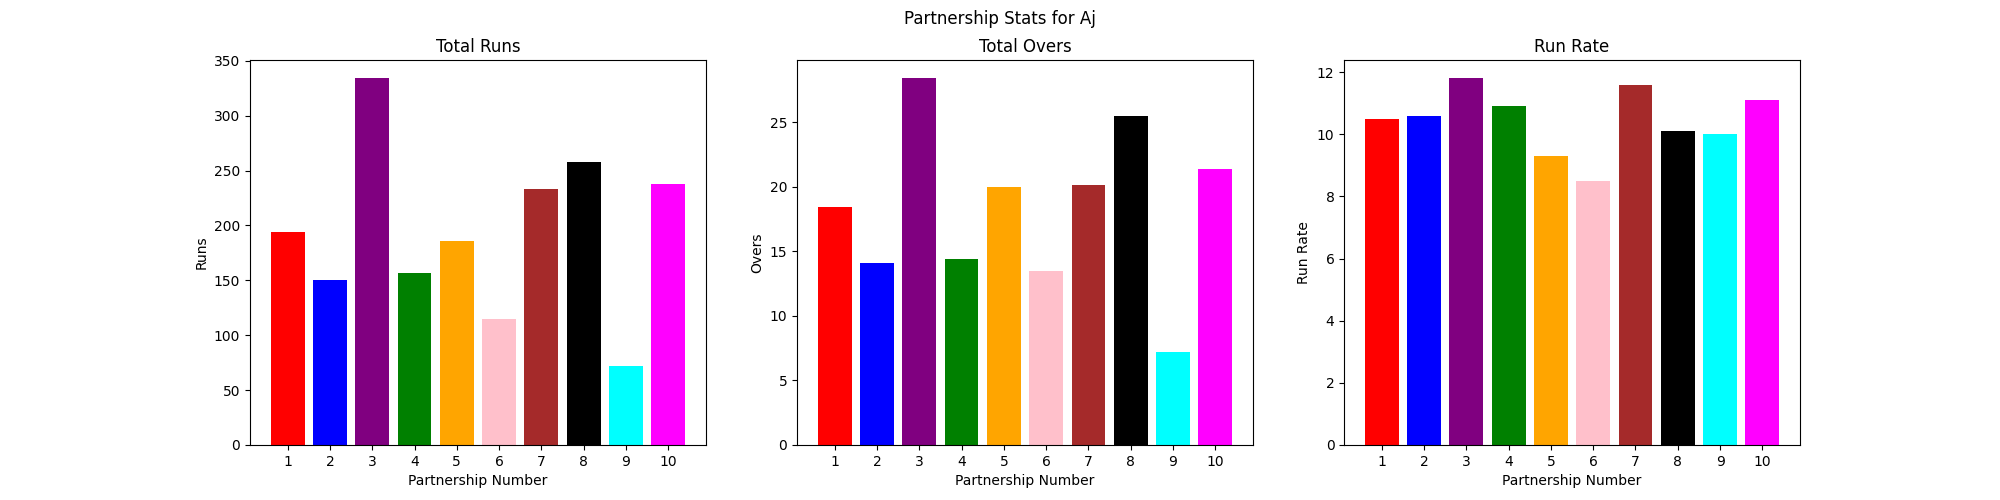 Partnership Stats for Aj
Total Runs
350
300
250
200
150
100
50
0
Runs
1 2 3 4 5 6 7 8 9 10
Partnership Number
Total Overs
25
20
15
10
5
0
Overs
1 2 3 4 5 6 7 8 9 10
Partnership Number
Run Rate
12
10
8
6
4
2
0
Run Rate
1 2 3 4 5 6 7 8 9 10
Partnership Number